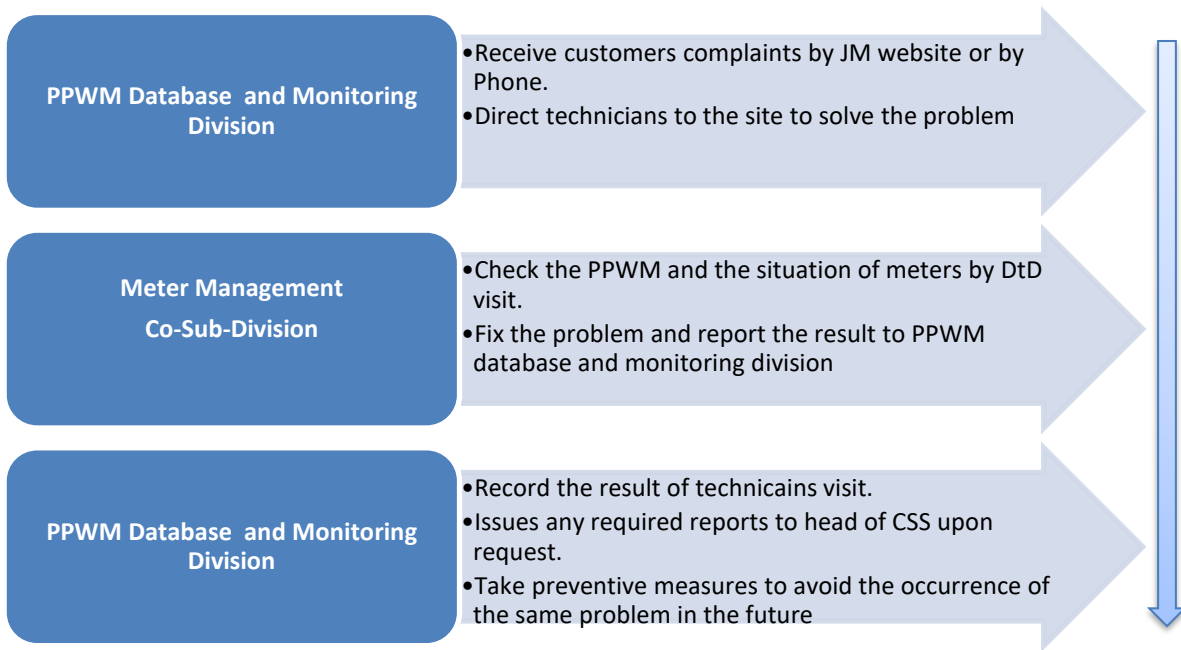 PPWM Database and Monitoring
Division
•Receive customers complaints by JM website or by
Phone.
•Direct technicians to the site to solve the problem
Meter Management
Co-Sub-Division
•Check the PPWM and the situation of meters by DtD
visit.
•Fix the problem and report the result to PPWM
database and monitoring division
PPWM Database and Monitoring
Division
•Record the result of technicains visit.
•Issues any required reports to head of CSS upon
request.
•Take preventive measures to avoid the occurrence of
the same problem in the future